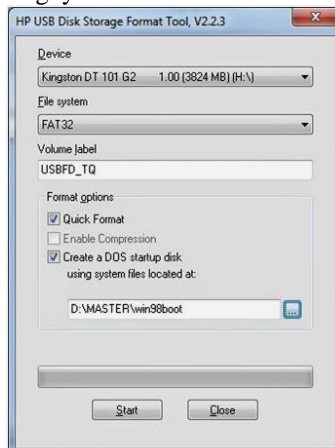 HP USB Disk Storage Format Tool, V2.2.3
Device
Kingston DT 101 G2 1.00 (3824 MB) (H:\)
File system
FAT32
Volume label
USBFD_TQ
Format options
Quick Format
Enable Compression
Create a DOS startup disk
using system files located at:
D:\MASTER\win98boot
...
Start Close